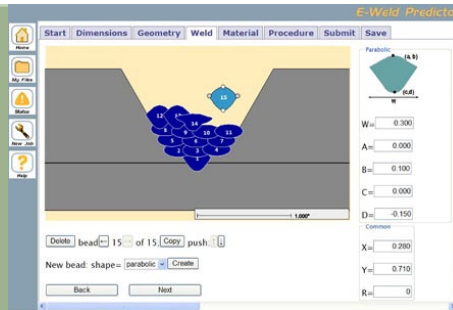 E-Weld Predicto
Start Dimensions Geometry Weld Material Procedure Submit Save
Home
My Files
Status
New Job
Help
15
12 13
14
8 9 10 11
5 6 7
2 3 4
1
1.000"
Delete bead 15 of 15. Copy push:
New bead: shape= parabolic Create
Back Next
Parabolic
(a, b)
(c,d)
W
W= 0.300
A= 0.000
B= 0.100
C= 0.000
D= -0.150
Common
X= 0.280
Y= 0.710
R= 0